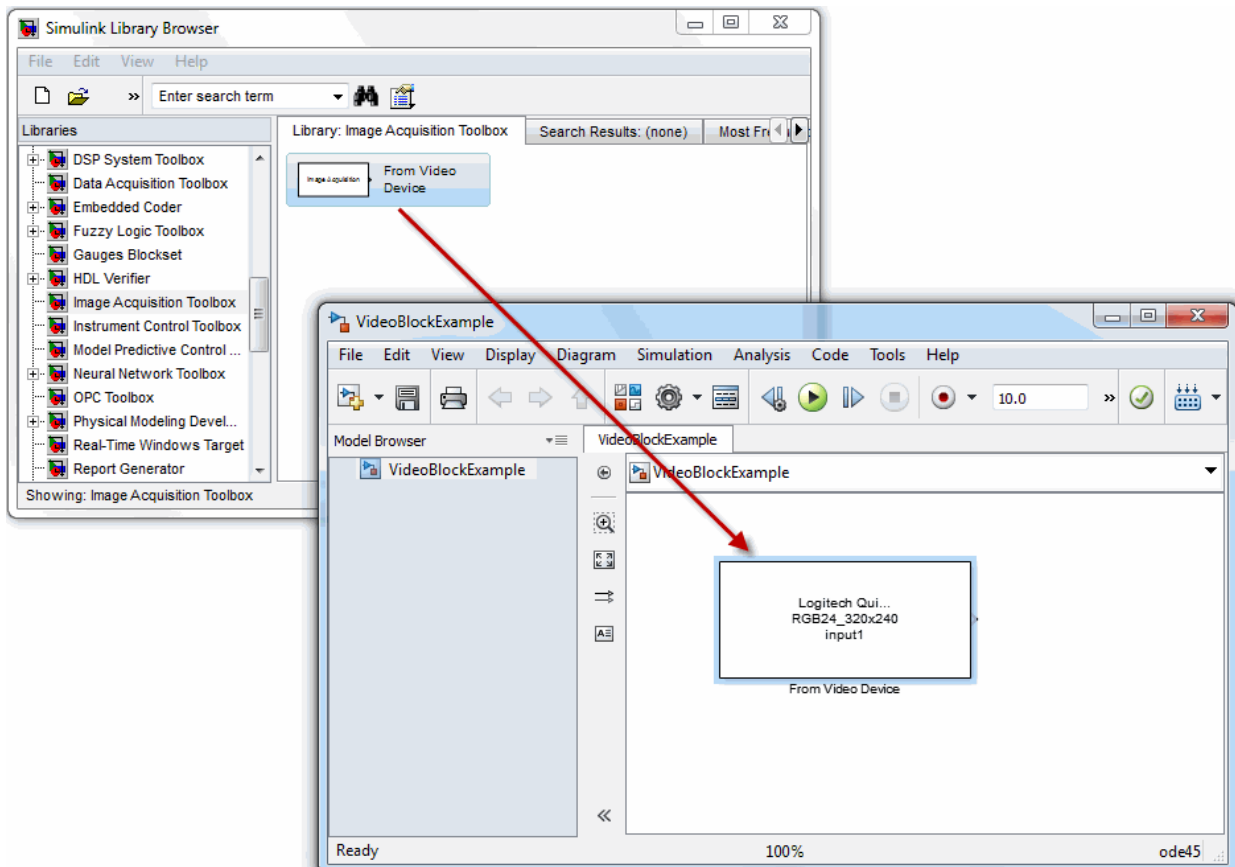 Simulink Library Browser
File Edit View Help
» Enter search term
Libraries
Library: Image Acquisition Toolbox Search Results: (none) Most
DSP System Toolbox
Data Acquisition Toolbox
Embedded Coder
Fuzzy Logic Toolbox
Gauges Blockset
HDL Verifier
Image Acquisition Toolbox
Instrument Control Toolbox
Model Predictive Control ...
Neural Network Toolbox
OPC Toolbox
Physical Modeling Devel...
Real-Time Windows Target
Report Generator
Image Acquisition
From Video
Device
Showing: Image Acquisition Toolbox
VideoBlockExample
File Edit View Display Diagram Simulation Analysis Code Tools Help
10.0 »
Model Browser
VideoBlockExample
VideoBlockExample
VideoBlockExample
Logitech Qui...
RGB24_320x240
input1
From Video Device
Ready 100% ode45